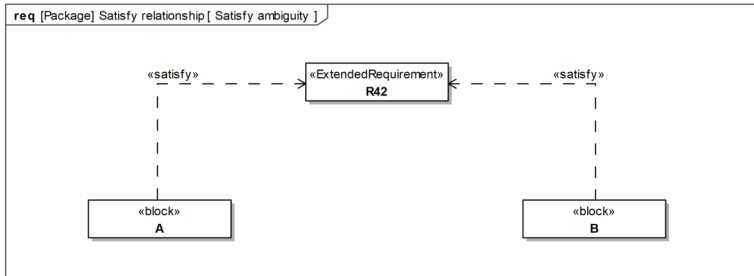 req [Package] Satisfy relationship [ Satisfy ambiguity ]
«satisfy»
«ExtendedRequirement»
R42
«satisfy»
«block»
A
«block»
B